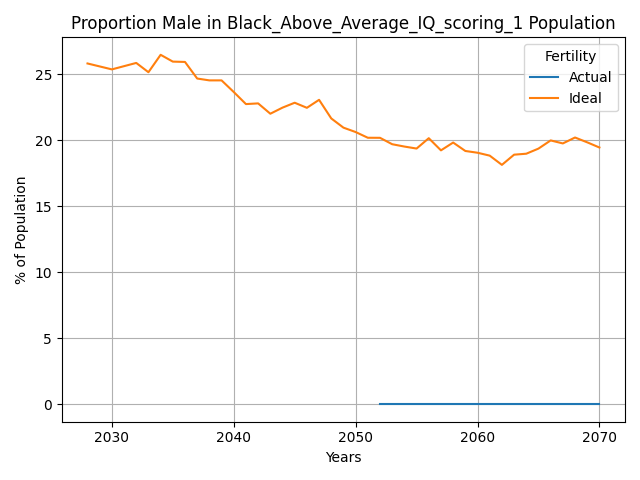 Proportion Male in Black_Above_Average_IQ_scoring_1 Population
Fertility
Actual
Ideal
% of Population
25
20
15
10
5
0
2030 2040 2050 2060 2070
Years